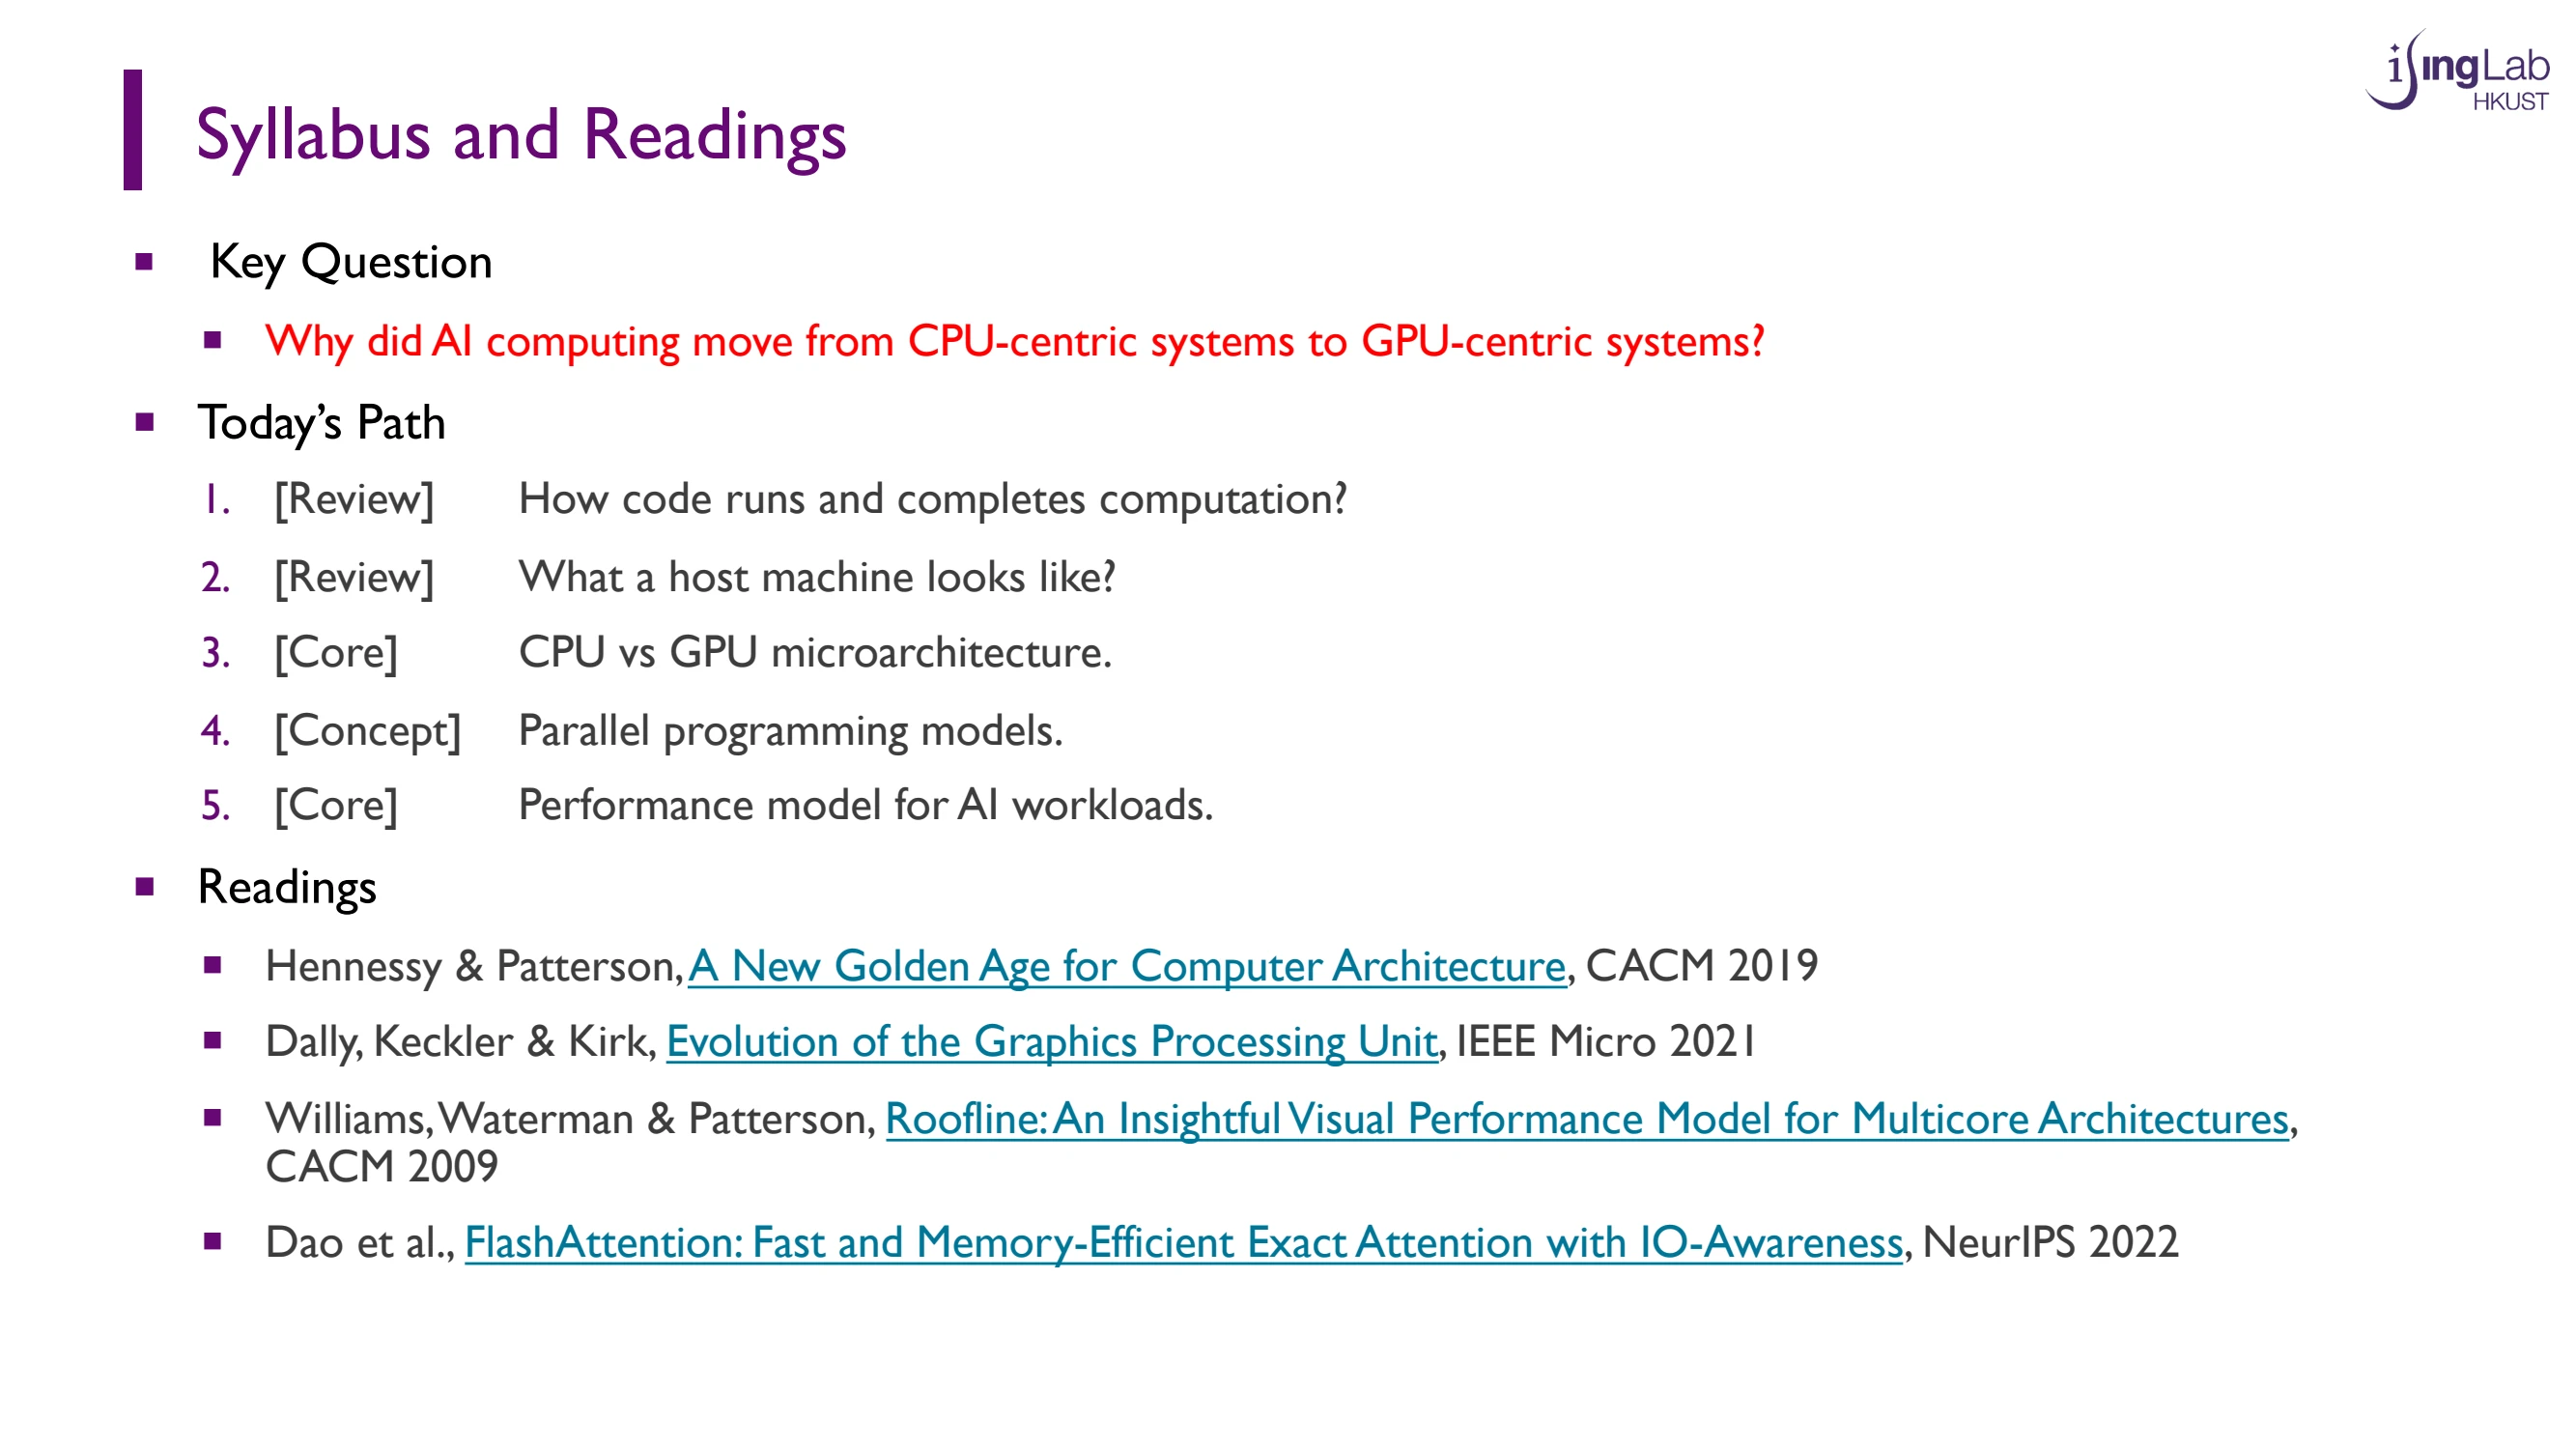 iSingLab
HKUST
Syllabus and Readings
Key Question
Why did AI computing move from CPU-centric systems to GPU-centric systems?
Today's Path
1. [Review] How code runs and completes computation?
2. [Review] What a host machine looks like?
3. [Core] CPU vs GPU microarchitecture.
4. [Concept] Parallel programming models.
5. [Core] Performance model for AI workloads.
Readings
Hennessy & Patterson, A New Golden Age for Computer Architecture, CACM 2019
Dally, Keckler & Kirk, Evolution of the Graphics Processing Unit, IEEE Micro 2021
Williams, Waterman & Patterson, Roofline: An Insightful Visual Performance Model for Multicore Architectures,
CACM 2009
Dao et al., FlashAttention: Fast and Memory-Efficient Exact Attention with IO-Awareness, NeurIPS 2022